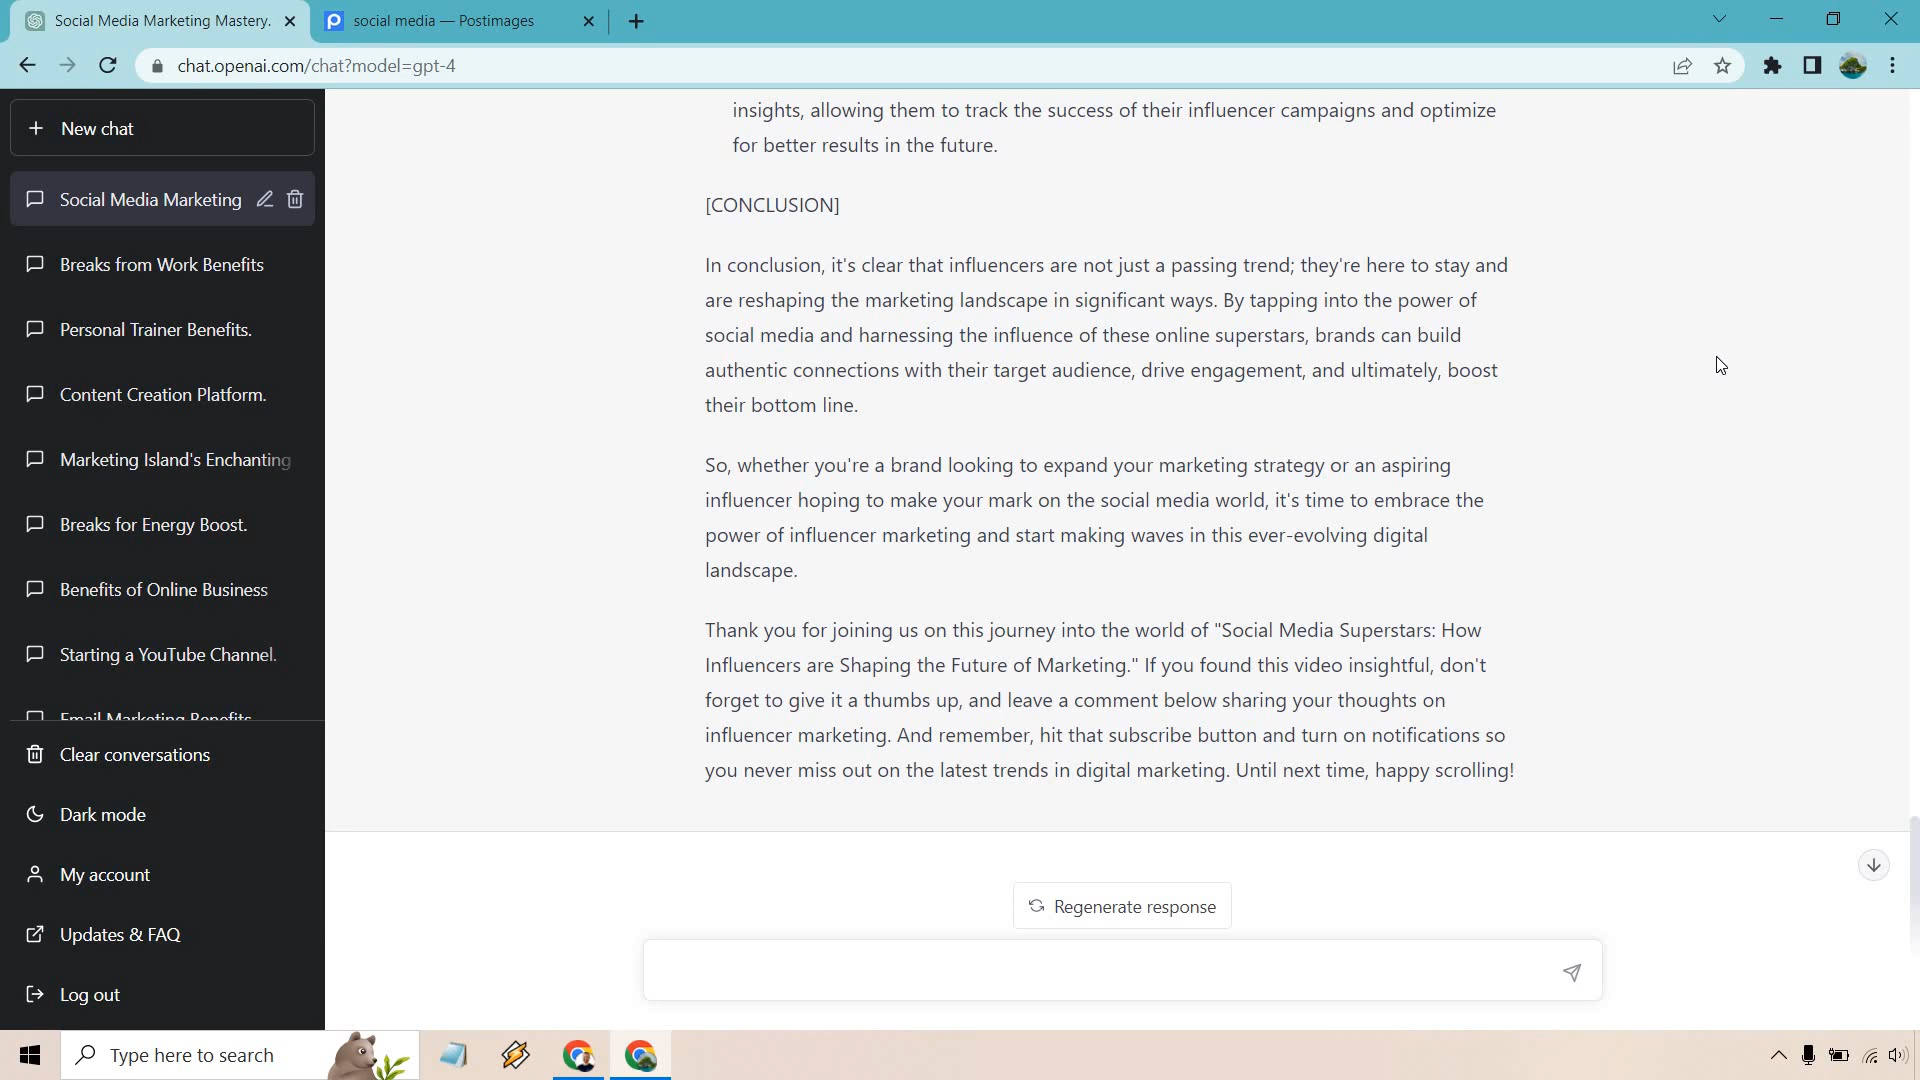 Social Media Marketing Mastery.
social media — Postimages
chat.openai.com/chat?model=gpt-4
New chat
Social Media Marketing
Breaks from Work Benefits
Personal Trainer Benefits.
Content Creation Platform.
Marketing Island's Enchanting
Breaks for Energy Boost.
Benefits of Online Business
Starting a YouTube Channel.
Email Marketing Benefits
Clear conversations
Dark mode
My account
Updates & FAQ
Log out
insights, allowing them to track the success of their influencer campaigns and optimize
for better results in the future.
[CONCLUSION]
In conclusion, it's clear that influencers are not just a passing trend; they're here to stay and
are reshaping the marketing landscape in significant ways. By tapping into the power of
social media and harnessing the influence of these online superstars, brands can build
authentic connections with their target audience, drive engagement, and ultimately, boost
their bottom line.
So, whether you're a brand looking to expand your marketing strategy or an aspiring
influencer hoping to make your mark on the social media world, it's time to embrace the
power of influencer marketing and start making waves in this ever-evolving digital
landscape.
Thank you for joining us on this journey into the world of "Social Media Superstars: How
Influencers are Shaping the Future of Marketing." If you found this video insightful, don't
forget to give it a thumbs up, and leave a comment below sharing your thoughts on
influencer marketing. And remember, hit that subscribe button and turn on notifications so
you never miss out on the latest trends in digital marketing. Until next time, happy scrolling!
Regenerate response
Type here to search